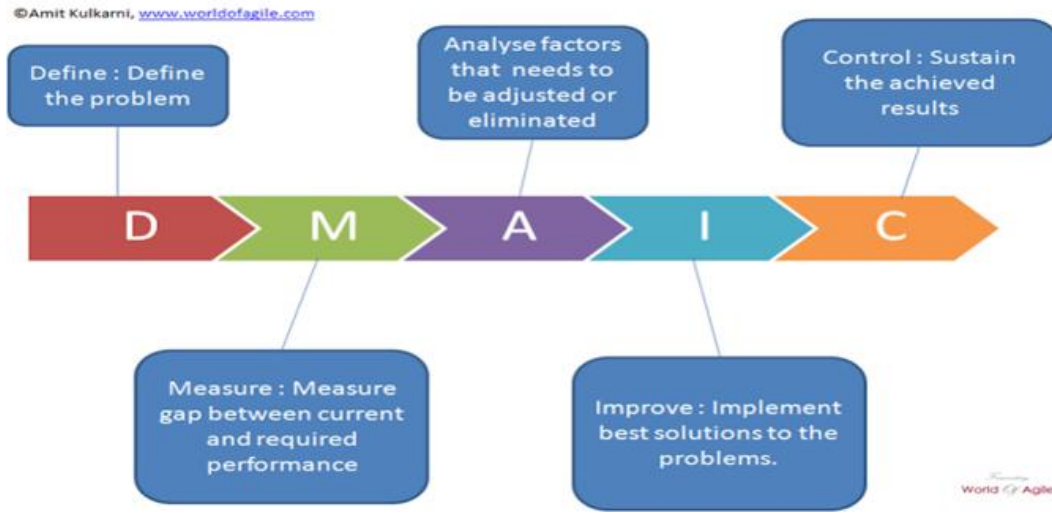 ©Amit Kulkarni, www.worldofagile.com
Define : Define
the problem
Analyse factors
that needs to
be adjusted or
eliminated
Control : Sustain
the achieved
results
D
M
A
I
C
Measure : Measure
gap between current
and required
performance
Improve : Implement
best solutions to the
problems.
World Of Agile